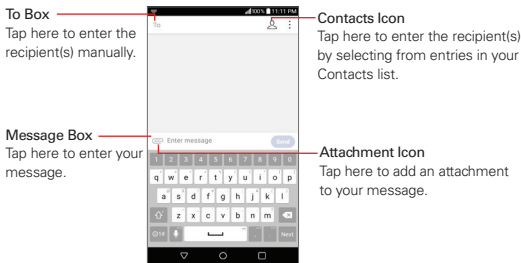 To Box
Tap here to enter the
recipient(s) manually.
Message Box
Tap here to enter your
message.
100% 11:11 PM
To
Enter message
Send
1 2 3 4 5 6 7 8 9 0
q w e r t y u i o p
a s d f g h j k l
z x c v b n m
Next
Contacts Icon
Tap here to enter the recipient(s)
by selecting from entries in your
Contacts list.
Attachment Icon
Tap here to add an attachment
to your message.